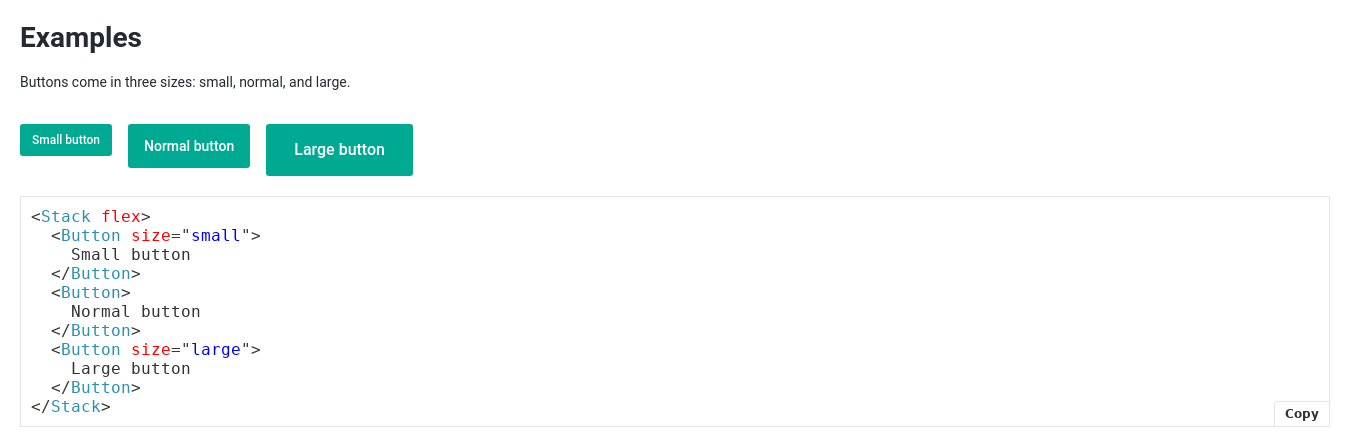 Examples
Buttons come in three sizes: small, normal, and large.
Small button Normal button Large button
<Stack flex>
  <Button size="small">
    Small button
  </Button>
  <Button>
    Normal button
  </Button>
  <Button size="large">
    Large button
  </Button>
</Stack>
Copy